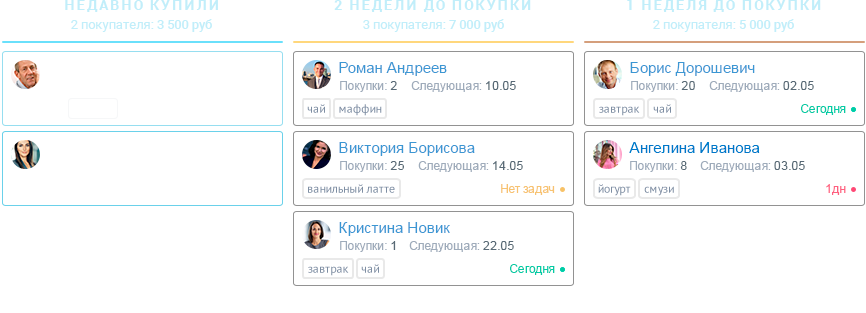 НЕДАВНО КУПИЛИ
2 покупателя: 3 500 руб
2 НЕДЕЛИ ДО ПОКУПКИ
3 покупателя: 7 000 руб
Роман Андреев
Покупки: 2 Следующая: 10.05
чай маффин
Виктория Борисова
Покупки: 25 Следующая: 14.05
ванильный латте Нет задач
Кристина Новик
Покупки: 1 Следующая: 22.05
завтрак чай Сегодня
1 НЕДЕЛЯ ДО ПОКУПКИ
2 покупателя: 5 000 руб
Борис Дорошевич
Покупки: 20 Следующая: 02.05
завтрак чай Сегодня
Ангелина Иванова
Покупки: 8 Следующая: 03.05
йогурт смузи 1дн